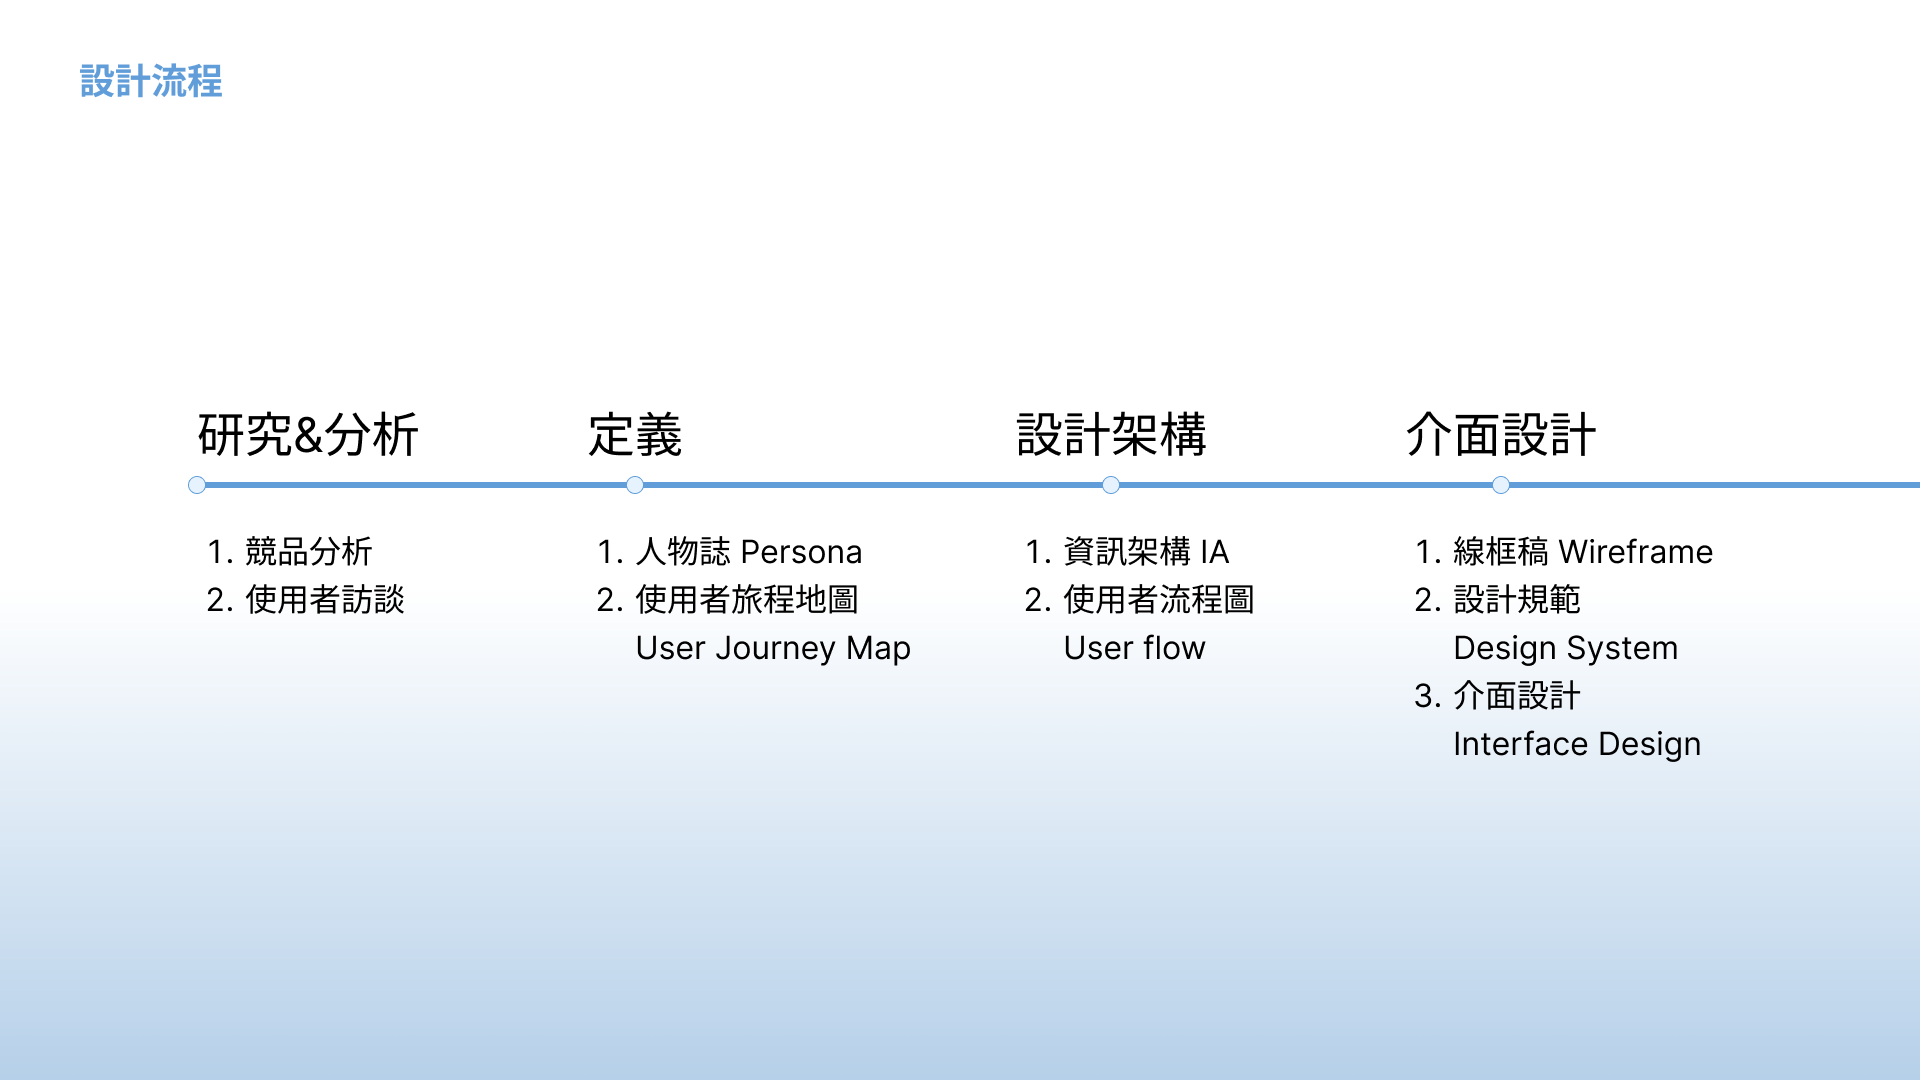 設計流程
研究&分析
1. 競品分析
2. 使用者訪談
定義
1. 人物誌 Persona
2. 使用者旅程地圖
User Journey Map
設計架構
1. 資訊架構 IA
2. 使用者流程圖
User flow
介面設計
1. 線框稿 Wireframe
2. 設計規範
Design System
3. 介面設計
Interface Design